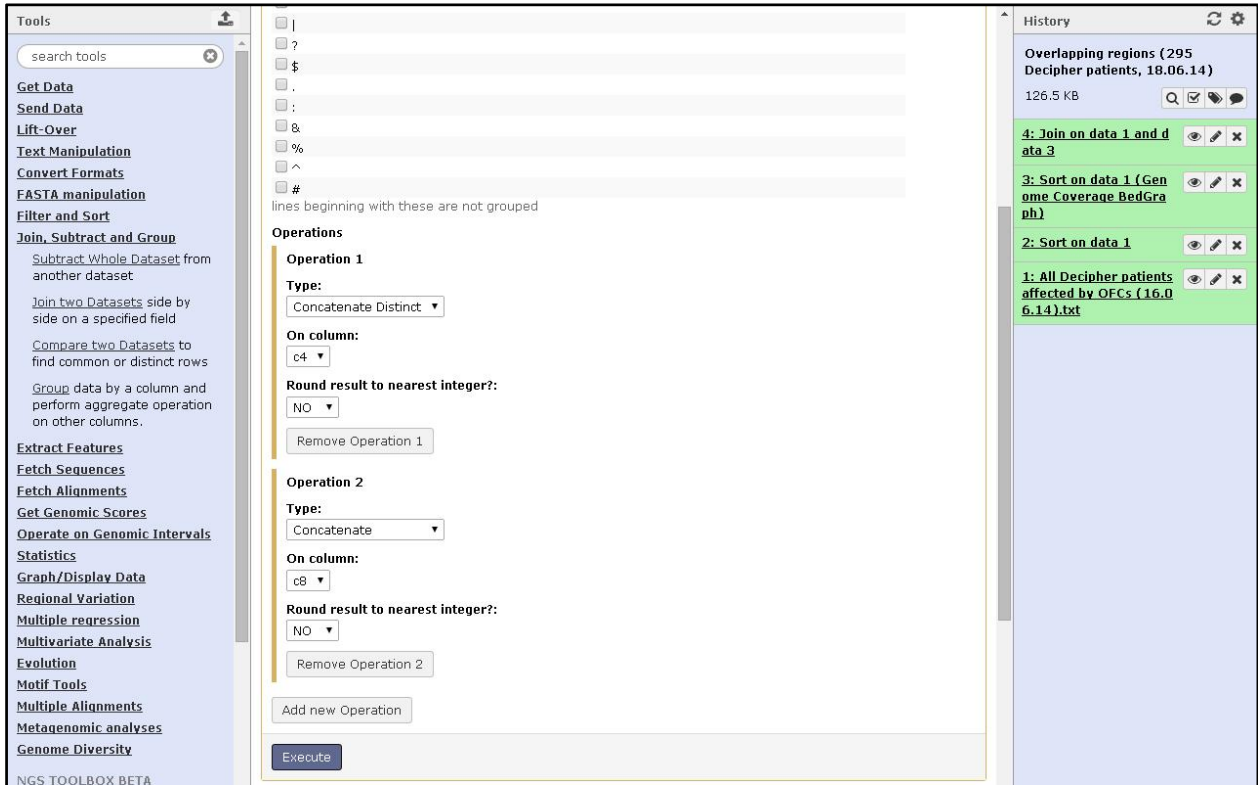 Tools
search tools
Get Data
Send Data
Lift-Over
Text Manipulation
Convert Formats
FASTA manipulation
Filter and Sort
Join, Subtract and Group
Subtract Whole Dataset from
another dataset
Join two Datasets side by
side on a specified field
Compare two Datasets to
find common or distinct rows
Group data by a column and
perform aggregate operation
on other columns.
Extract Features
Fetch Sequences
Fetch Alignments
Get Genomic Scores
Operate on Genomic Intervals
Statistics
Graph/Display Data
Regional Variation
Multiple regression
Multivariate Analysis
Evolution
Motif Tools
Multiple Alignments
Metagenomic analyses
Genome Diversity
NGS TOOLBOX BETA
|
?
$
.
:
&
%
^
#
lines beginning with these are not grouped
Operations
Operation 1
Type:
Concatenate Distinct
On column:
c4
Round result to nearest integer?:
NO
Remove Operation 1
Operation 2
Type:
Concatenate
On column:
c8
Round result to nearest integer?:
NO
Remove Operation 2
Add new Operation
Execute
History
Overlapping regions (295
Decipher patients, 18.06.14)
126.5 KB
4: Join on data 1 and d
ata 3
3: Sort on data 1 (Gen
ome Coverage BedGra
ph)
2: Sort on data 1
1: All Decipher patients
affected by OFCs (16.0
6.14).txt